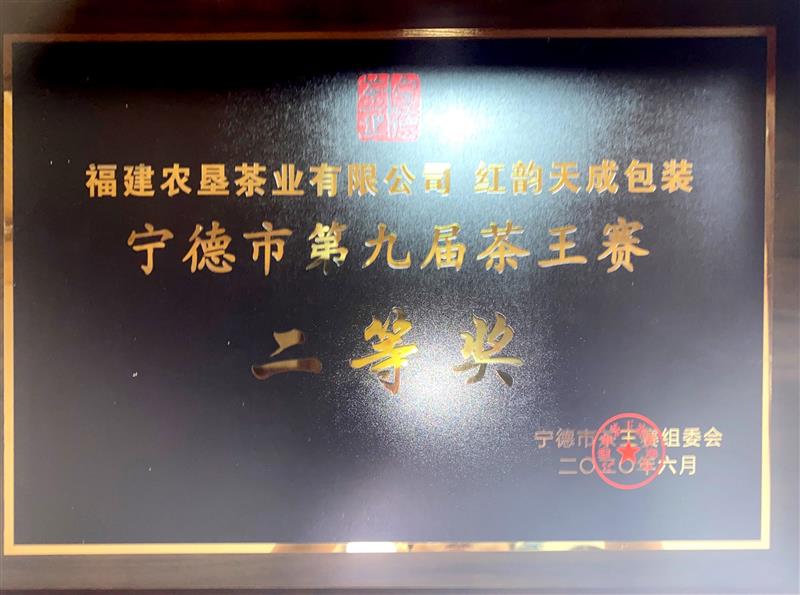 福建农垦茶业有限公司 红韵天成包装
宁德市第九届茶王赛
二等奖
宁德市茶王赛组委会
二〇二〇年六月